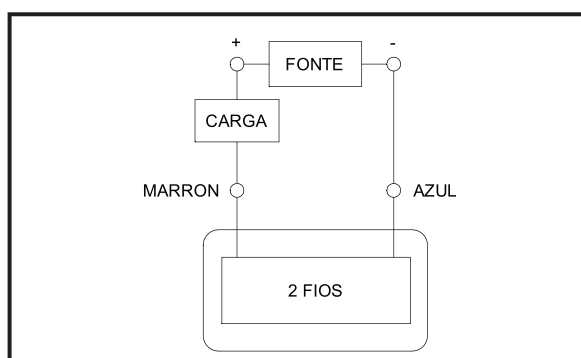 + -
FONTE
CARGA
MARRON AZUL
2 FIOS